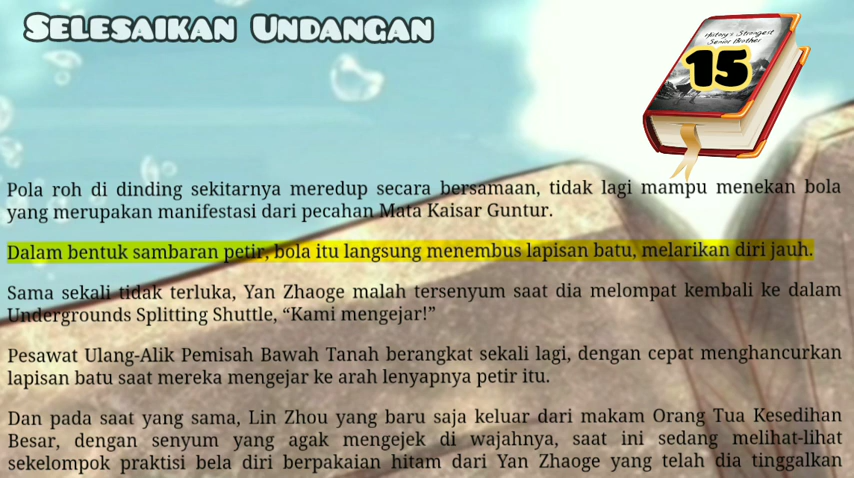 Selesaikan Undangan
History's Strongest
Senior Brother
15
Pola roh di dinding sekitarnya meredup secara bersamaan, tidak lagi mampu menekan bola
yang merupakan manifestasi dari pecahan Mata Kaisar Guntur.
Dalam bentuk sambaran petir, bola itu langsung menembus lapisan batu, melarikan diri jauh.
Sama sekali tidak terluka, Yan Zhaoge malah tersenyum saat dia melompat kembali ke dalam
Undergrounds Splitting Shuttle, “Kami mengejar!”
Pesawat Ulang-Alik Pemisah Bawah Tanah berangkat sekali lagi, dengan cepat menghancurkan
lapisan batu saat mereka mengejar ke arah lenyapnya petir itu.
Dan pada saat yang sama, Lin Zhou yang baru saja keluar dari makam Orang Tua Kesedihan
Besar, dengan senyum yang agak mengejek di wajahnya, saat ini sedang melihat-lihat
sekelompok praktisi bela diri berpakaian hitam dari Yan Zhaoge yang telah dia tinggalkan